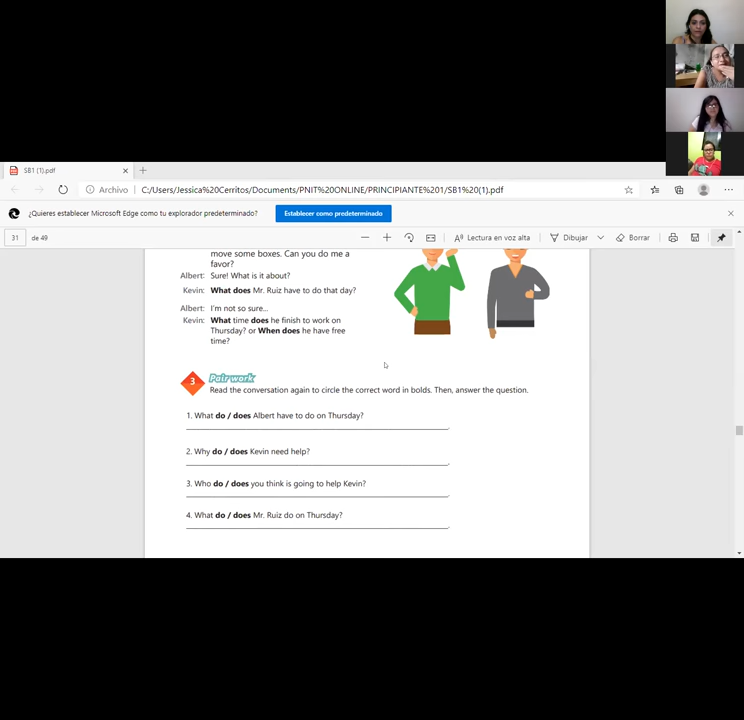 SB1 (1).pdf
Archivo
C:/Users/Jessica%20Cerritos/Documents/PNIT%20ONLINE/PRINCIPIANTE%201/SB1%20(1).pdf
¿Quieres establecer Microsoft Edge como tu explorador predeterminado?
Establecer como predeterminado
31 de 49
Lectura en voz alta
Dibujar
Borrar
move some boxes. Can you do me a
favor?
Albert: Sure! What is it about?
Kevin: What does Mr. Ruiz have to do that day?
Albert: I'm not so sure...
Kevin: What time does he finish to work on
Thursday? or When does he have free
time?
3 Pair work
Read the conversation again to circle the correct word in bolds. Then, answer the question.
1. What do / does Albert have to do on Thursday?
2. Why do / does Kevin need help?
3. Who do / does you think is going to help Kevin?
4. What do / does Mr. Ruiz do on Thursday?